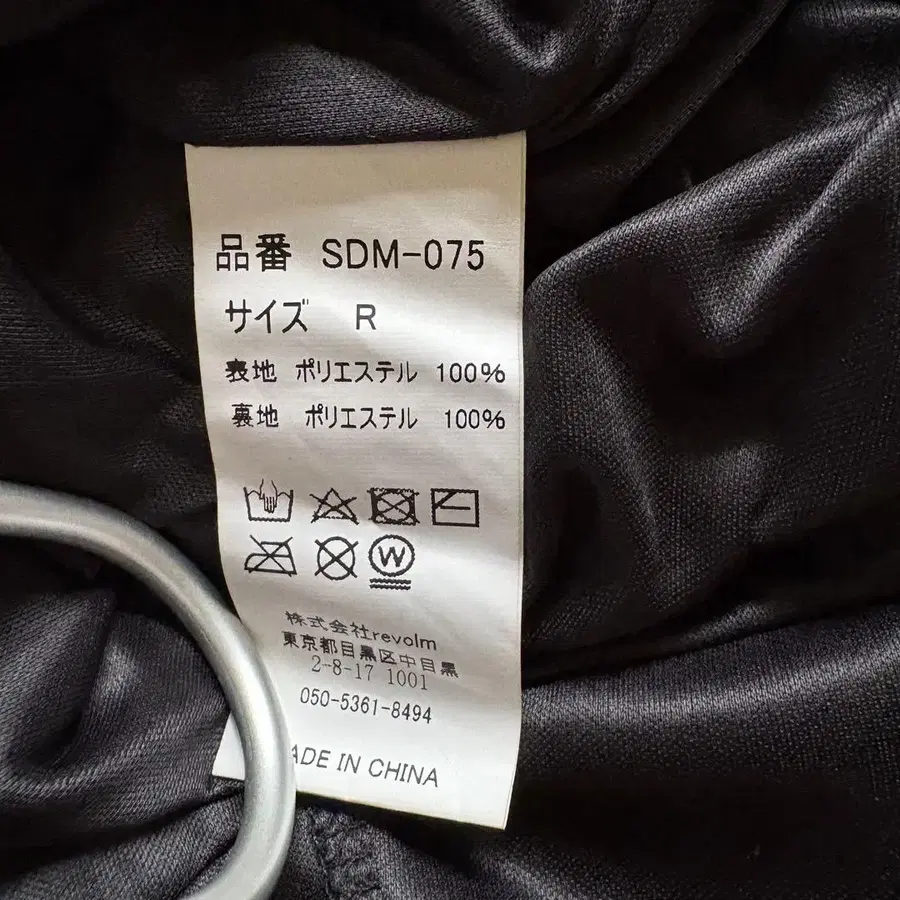 品番 SDM-075
サイズ R
表地 ポリエステル 100%
裏地 ポリエステル 100%
W
株式会社revolm
東京都目黒区中目黒
2-8-17 1001
050-5361-8494
ADE IN CHINA